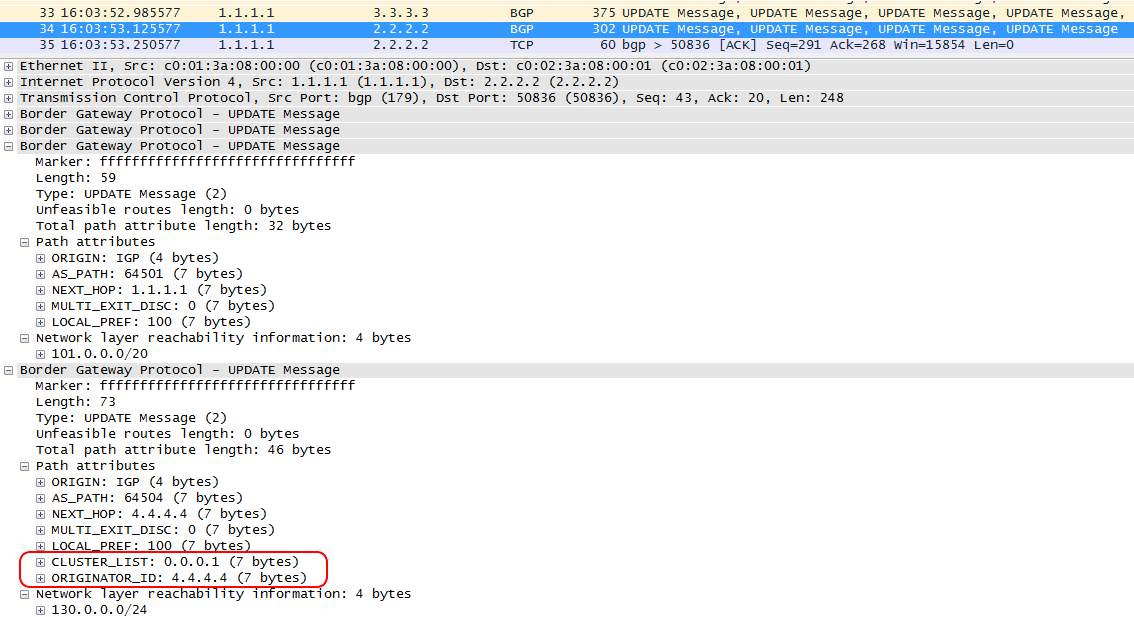 33 16:03:52.985577 1.1.1.1 3.3.3.3 BGP 375 UPDATE Message, UPDATE Message, UPDATE Message, UPDATE Message,
34 16:03:53.125577 1.1.1.1 2.2.2.2 BGP 302 UPDATE Message, UPDATE Message, UPDATE Message, UPDATE Message
35 16:03:53.250577 1.1.1.1 2.2.2.2 TCP 60 bgp > 50836 [ACK] Seq=291 Ack=268 Win=15854 Len=0
Ethernet II, Src: c0:01:3a:08:00:00 (c0:01:3a:08:00:00), Dst: c0:02:3a:08:00:01 (c0:02:3a:08:00:01)
Internet Protocol Version 4, Src: 1.1.1.1 (1.1.1.1), Dst: 2.2.2.2 (2.2.2.2)
Transmission Control Protocol, Src Port: bgp (179), Dst Port: 50836 (50836), Seq: 43, Ack: 20, Len: 248
Border Gateway Protocol - UPDATE Message
Border Gateway Protocol - UPDATE Message
Border Gateway Protocol - UPDATE Message
Marker: ffffffffffffffffffffffffffffffff
Length: 59
Type: UPDATE Message (2)
Unfeasible routes length: 0 bytes
Total path attribute length: 32 bytes
Path attributes
ORIGIN: IGP (4 bytes)
AS_PATH: 64501 (7 bytes)
NEXT_HOP: 1.1.1.1 (7 bytes)
MULTI_EXIT_DISC: 0 (7 bytes)
LOCAL_PREF: 100 (7 bytes)
Network layer reachability information: 4 bytes
101.0.0.0/20
Border Gateway Protocol - UPDATE Message
Marker: ffffffffffffffffffffffffffffffff
Length: 73
Type: UPDATE Message (2)
Unfeasible routes length: 0 bytes
Total path attribute length: 46 bytes
Path attributes
ORIGIN: IGP (4 bytes)
AS_PATH: 64504 (7 bytes)
NEXT_HOP: 4.4.4.4 (7 bytes)
MULTI_EXIT_DISC: 0 (7 bytes)
LOCAL_PREF: 100 (7 bytes)
CLUSTER_LIST: 0.0.0.1 (7 bytes)
ORIGINATOR_ID: 4.4.4.4 (7 bytes)
Network layer reachability information: 4 bytes
130.0.0.0/24